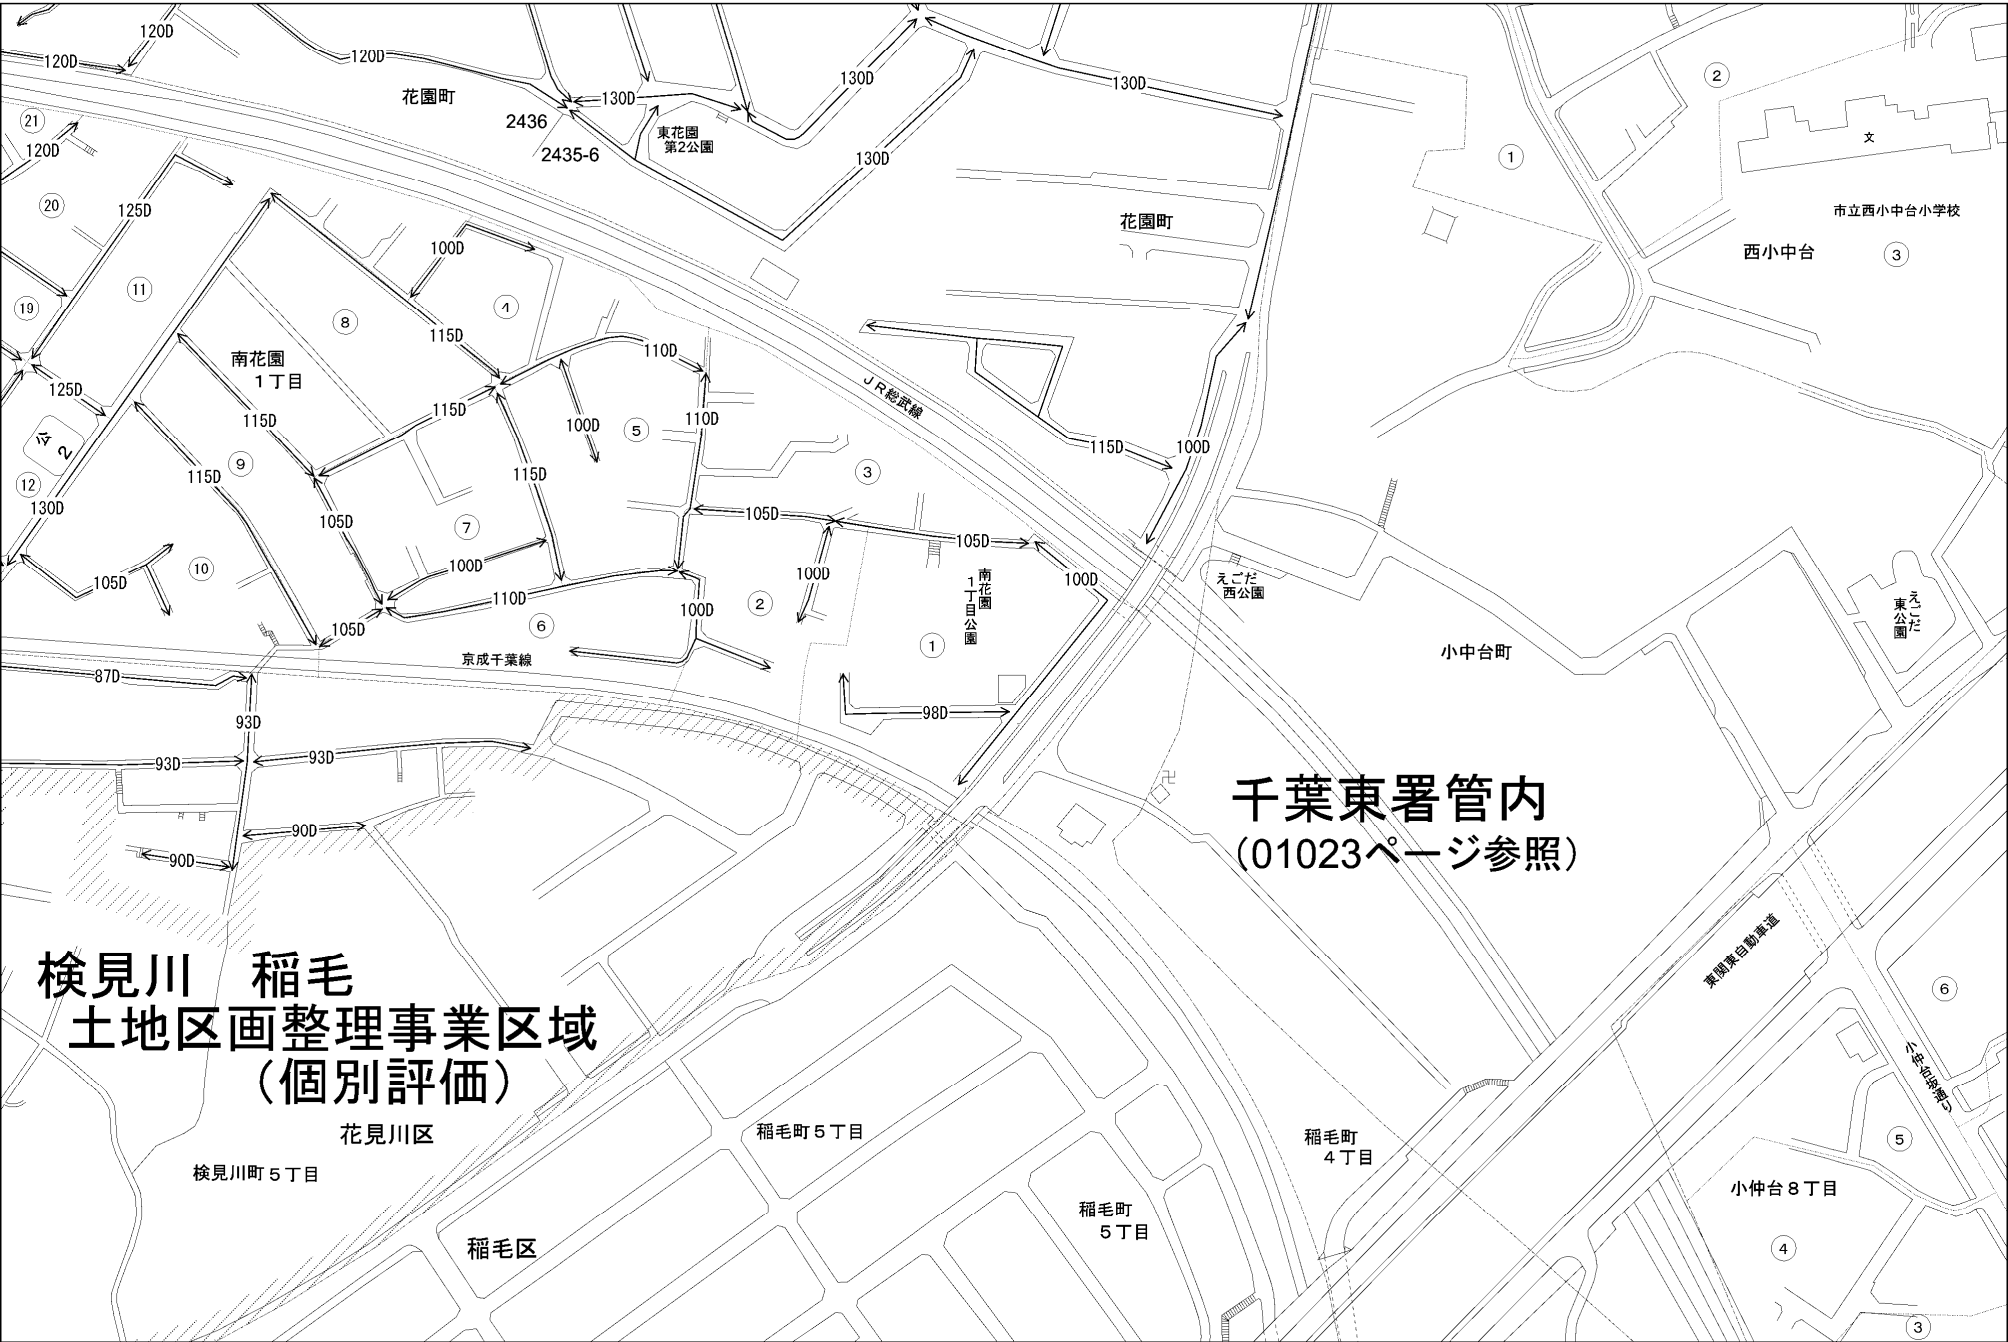 120D
120D
120D
130D
130D
130D
130D
花園町
2436
2435-6
東花園
第2公園
②
文
①
市立西小中台小学校
西小中台
③
花園町
21
120D
20
125D
⑪
19
100D
④
⑧
115D
110D
南花園
1丁目
125D
115D
115D
110D
100D
⑤
JR総武線
115D
100D
公
2
⑨
115D
115D
③
⑫
130D
105D
⑦
105D
105D
⑩
105D
100D
100D
南花園
1丁目公園
100D
えごだ
西公園
えごだ
東公園
110D
100D
②
105D
⑥
①
京成千葉線
小中台町
87D
93D
98D
93D
93D
90D
90D
千葉東署管内
(01023ページ参照)
検見川 稲毛
土地区画整理事業区域
(個別評価)
東関東自動車道
⑥
小仲台坂通り
花見川区
検見川町5丁目
稲毛町5丁目
稲毛町
4丁目
⑤
小仲台8丁目
稲毛町
5丁目
稲毛区
④
③